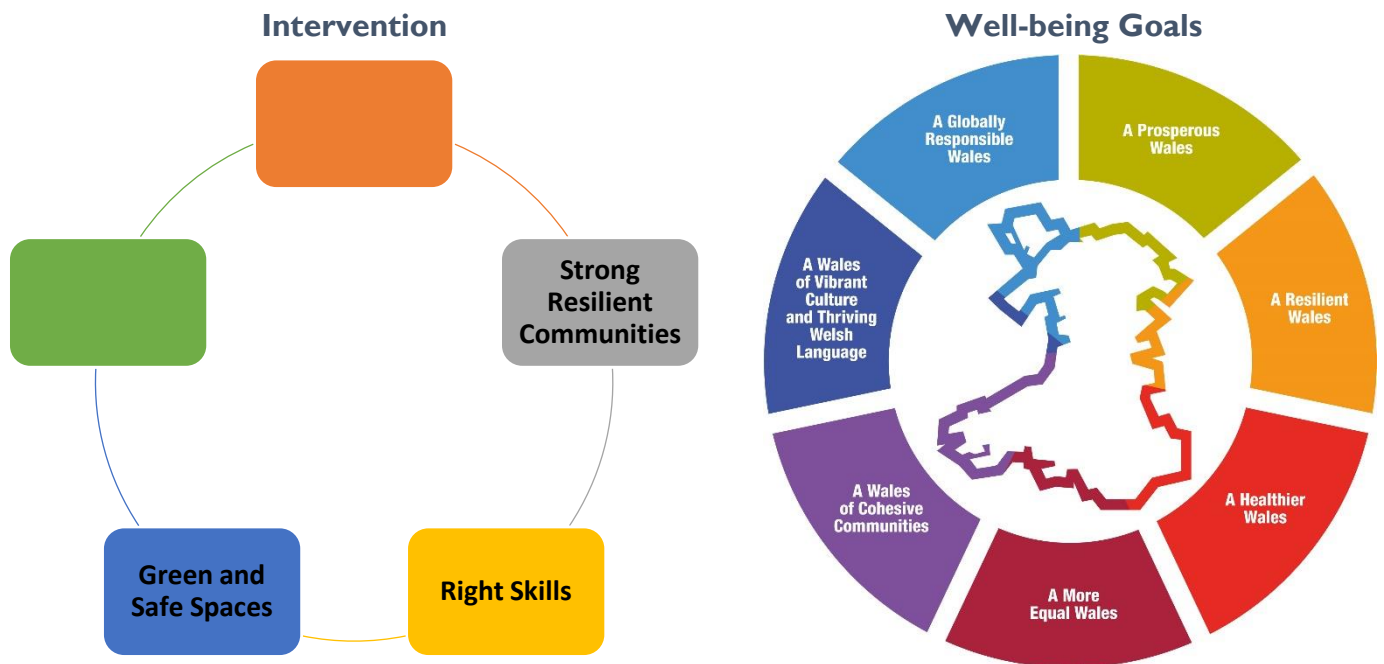 Intervention
Strong
Resilient
Communities
Right Skills
Green and
Safe Spaces
Well-being Goals
A Prosperous
Wales
A Resilient
Wales
A Healthier
Wales
A More
Equal Wales
A Wales
of Cohesive
Communities
A Wales
of Vibrant
Culture
and Thriving
Welsh
Language
A Globally
Responsible
Wales